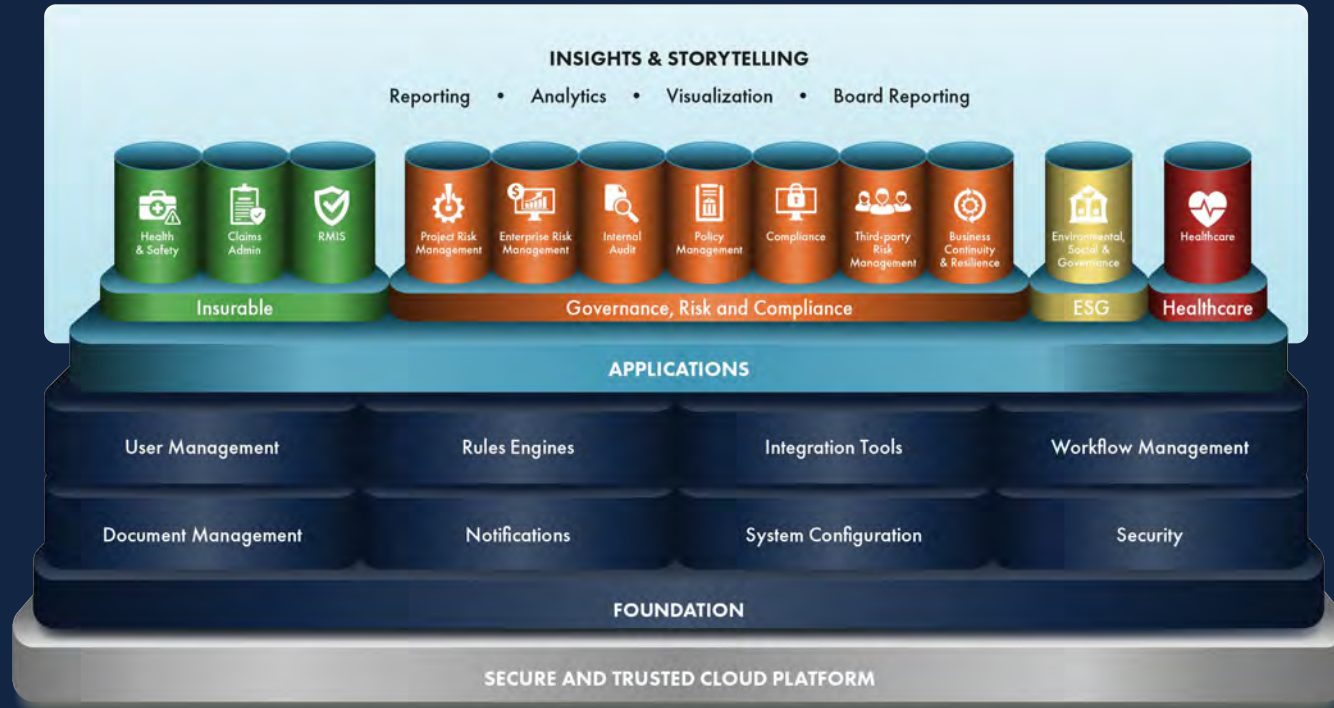 INSIGHTS & STORYTELLING
Reporting • Analytics • Visualization • Board Reporting
Health
& Safety
Claims
Admin
RMIS
Project Risk
Management
Enterprise Risk
Management
Internal
Audit
Policy
Management
Compliance
Third-party
Risk
Management
Business
Continuity
& Resilience
Environmental,
Social &
Governance
Healthcare
Insurable
Governance, Risk and Compliance
ESG
Healthcare
APPLICATIONS
User Management
Rules Engines
Integration Tools
Workflow Management
Document Management
Notifications
System Configuration
Security
FOUNDATION
SECURE AND TRUSTED CLOUD PLATFORM